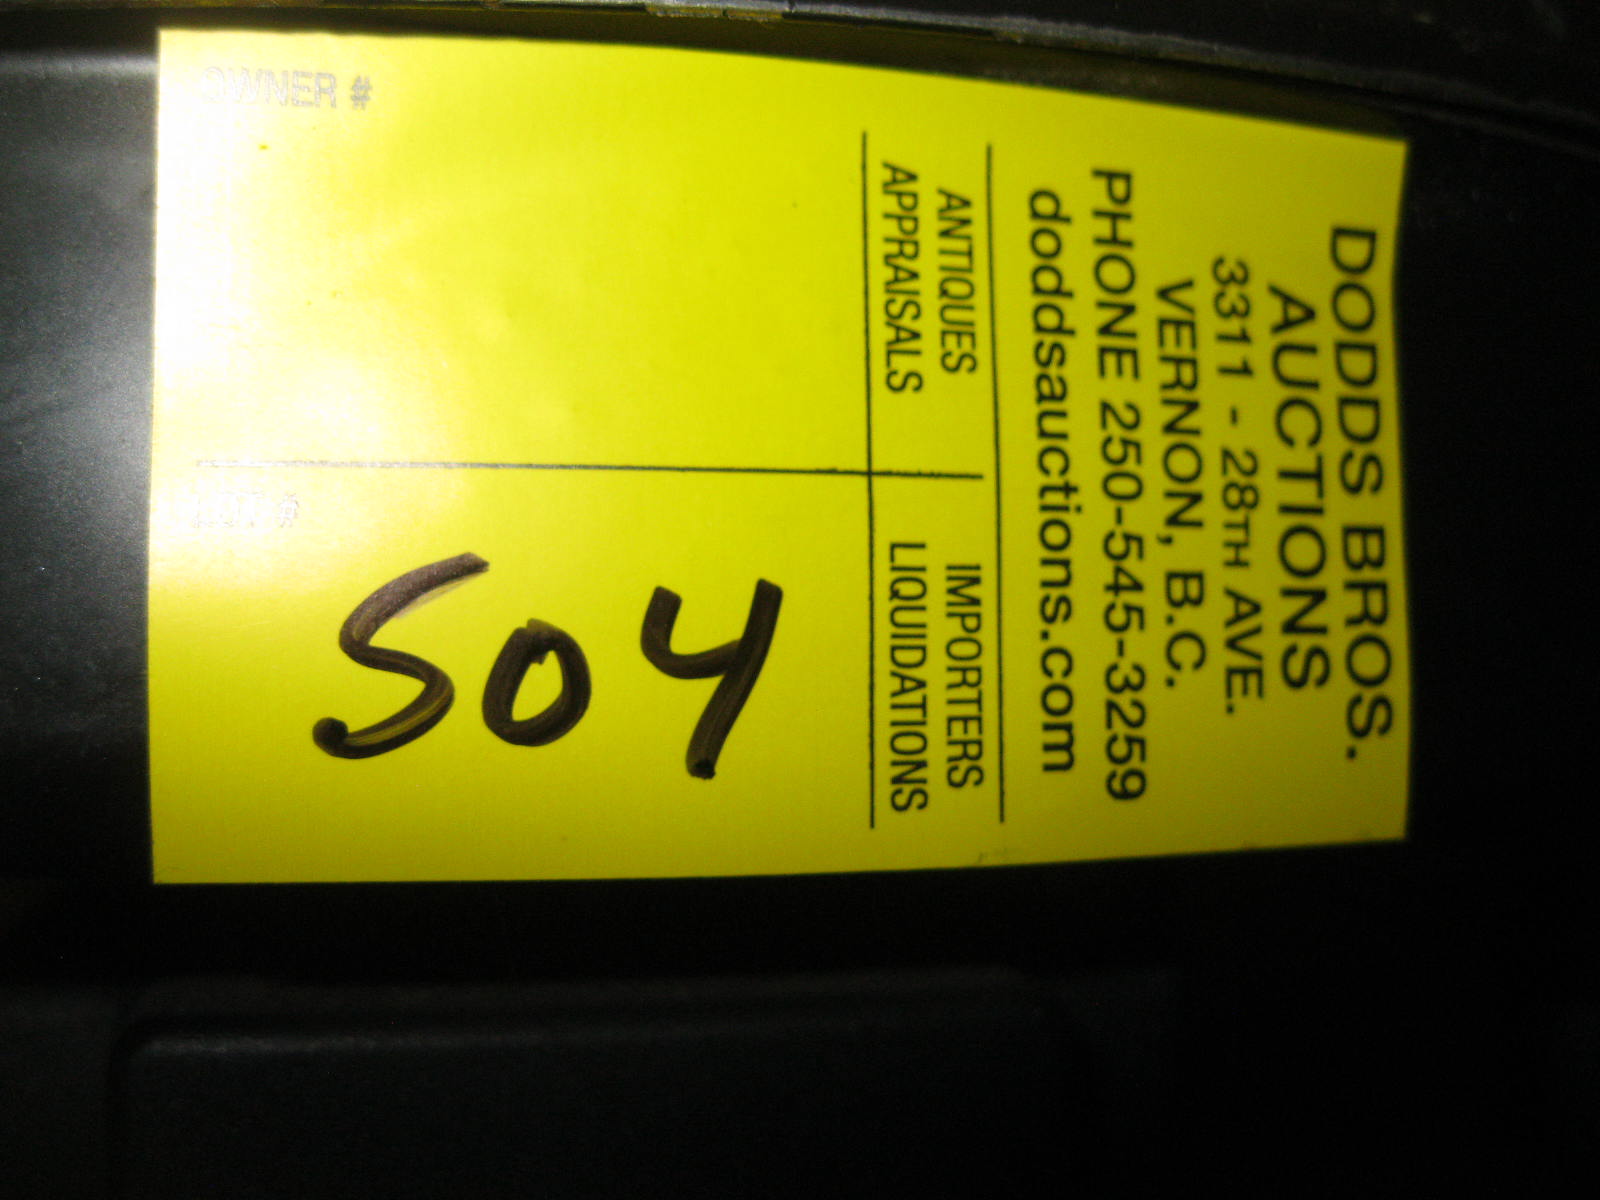 DODDS BROS.
AUCTIONS
3311 - 28TH AVE.
VERNON, B.C.
PHONE 250-545-3259
doddsauctions.com
ANTIQUES
APPRAISALS
IMPORTERS
LIQUIDATIONS
OWNER #
LOT #
504